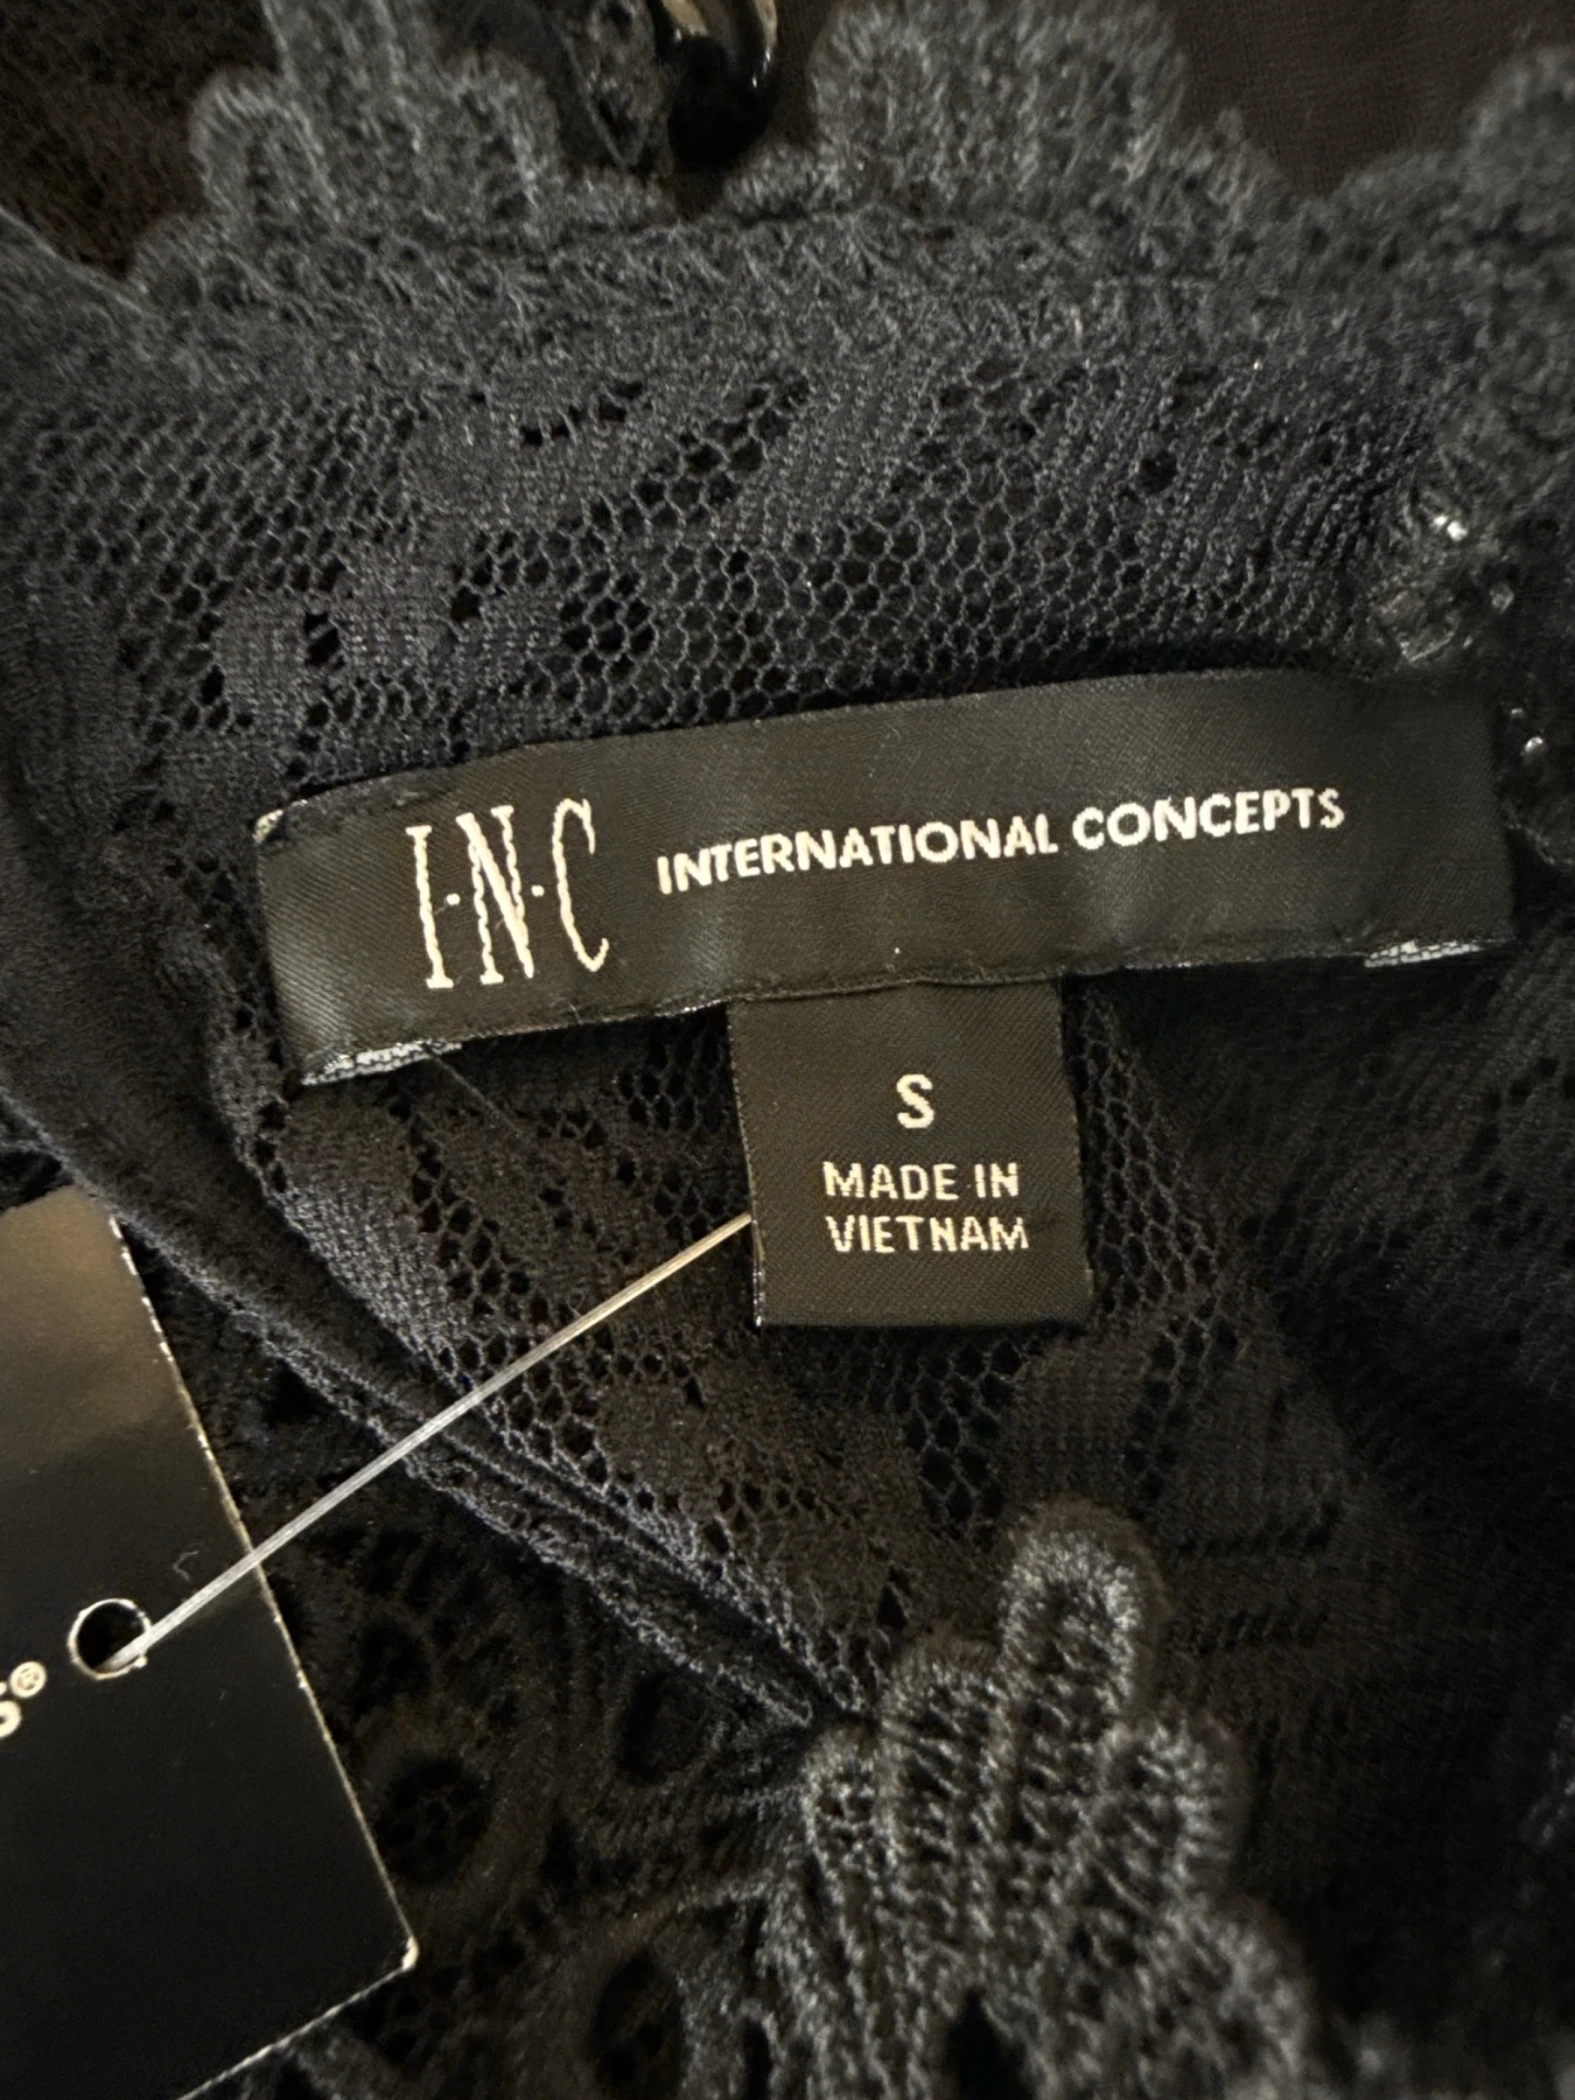 I·N·C INTERNATIONAL CONCEPTS
S
MADE IN
VIETNAM
S®